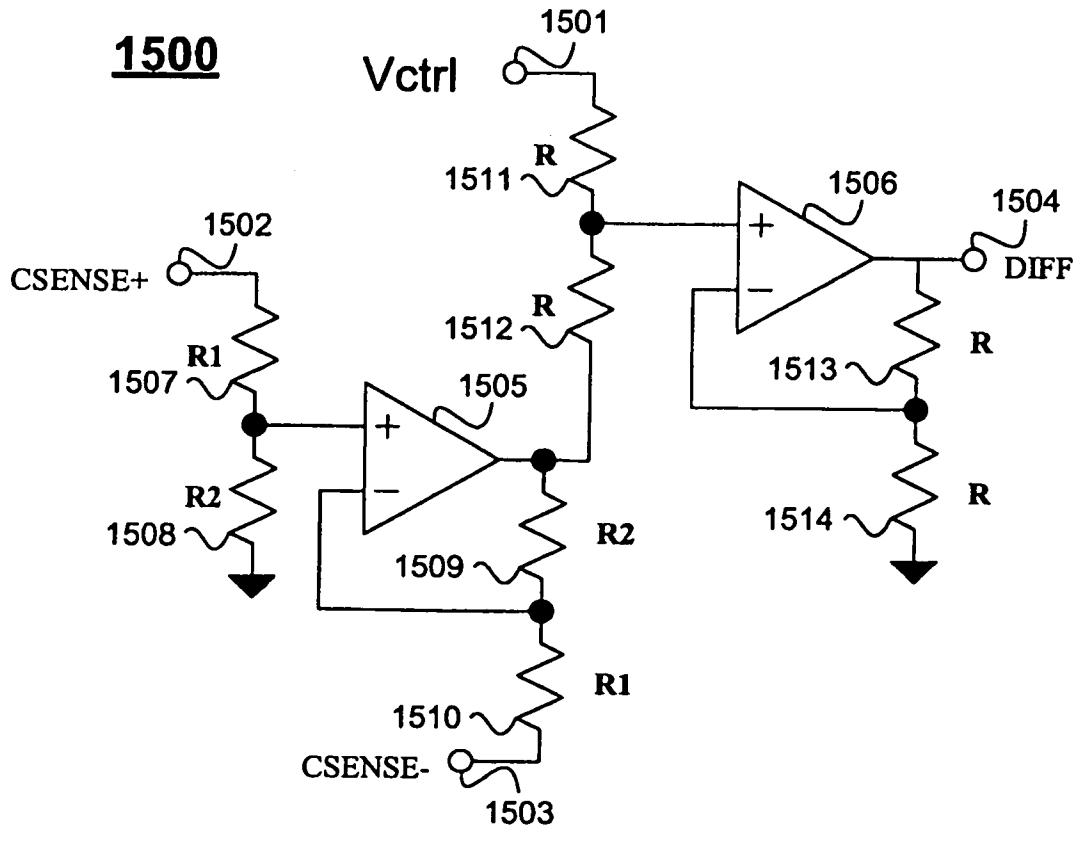 1500
1501
Vctrl
R
1511
1506
1504
1502
CSENSE+
+
DIFF
R
1512
−
R1
1507
1505
1513
R
+
R2
−
1508
R2
1509
1514
R
R1
1510
CSENSE-
1503